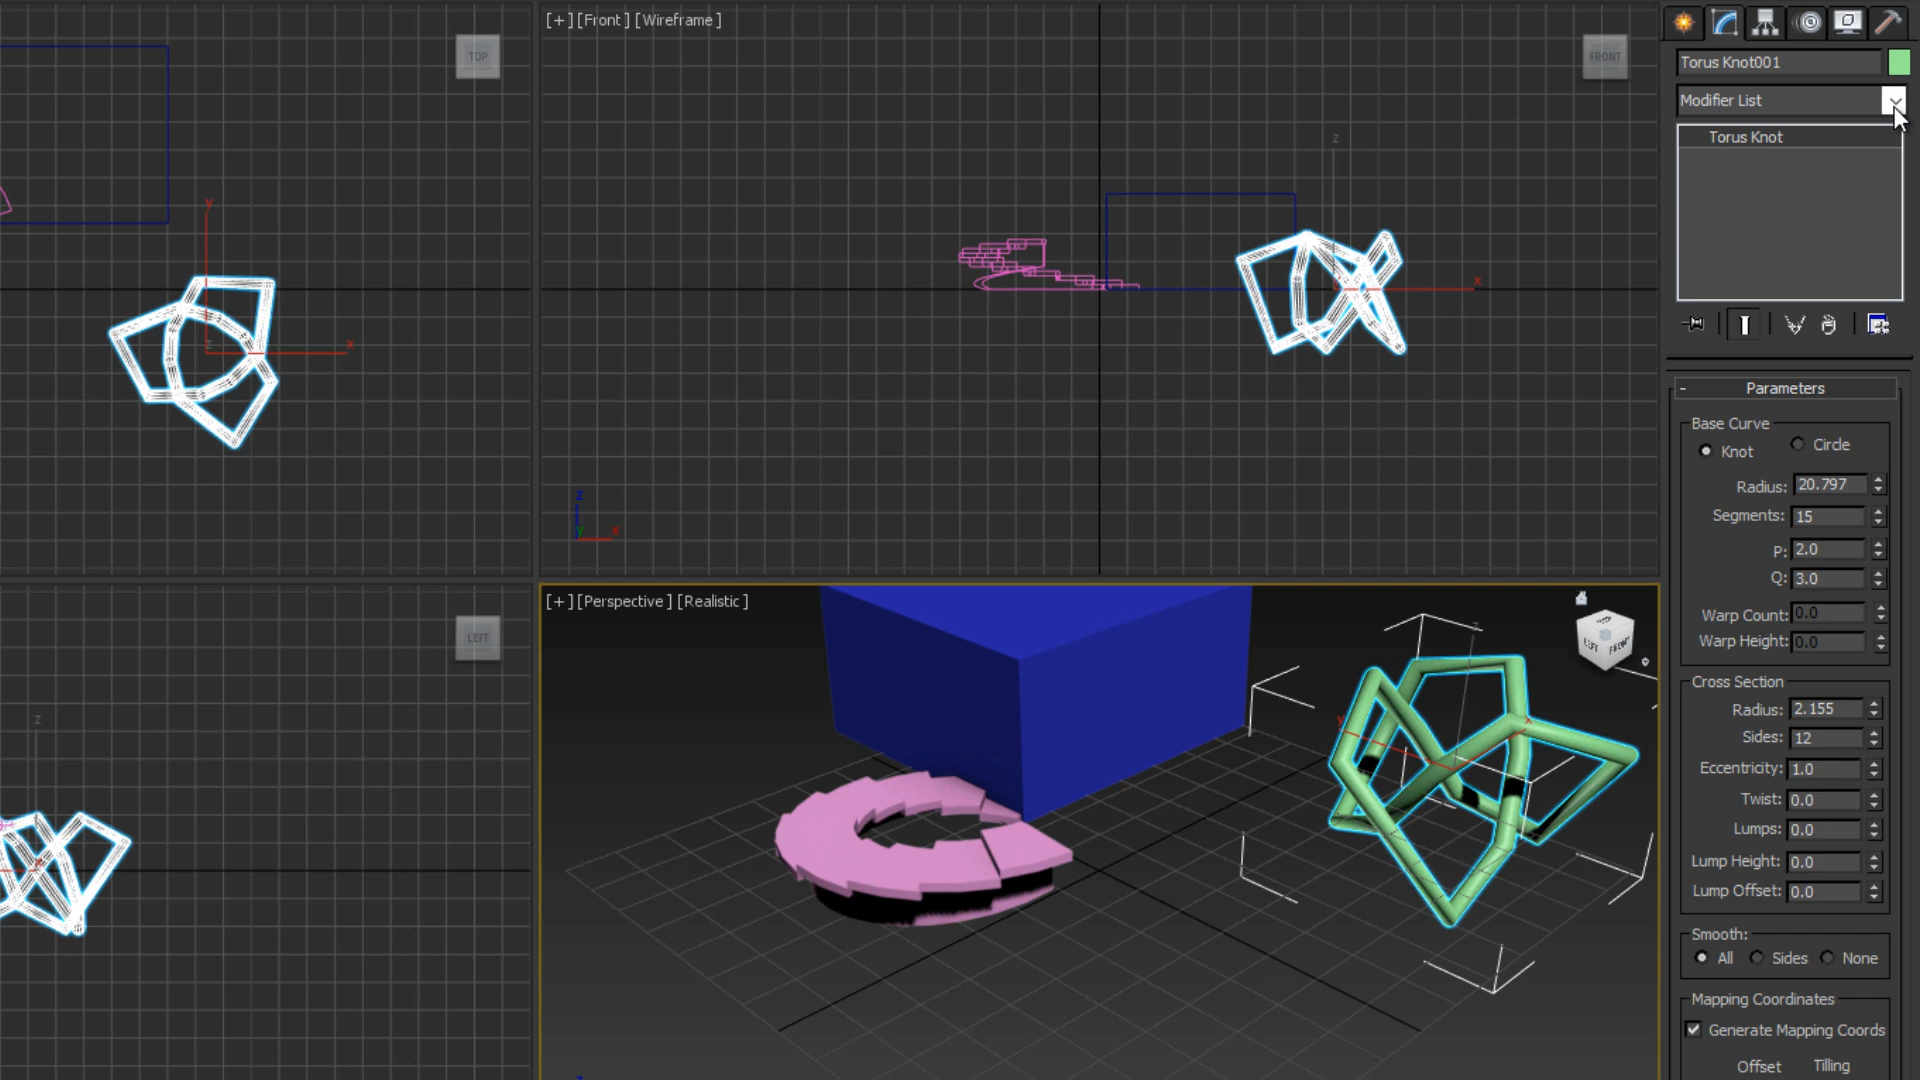 TOP
y
x
z
[+] [Front ] [Wireframe ]
FRONT
z
x
z
y
x
LEFT
z
x
[+] [Perspective ] [Realistic ]
LEFT
FRONT
z
y
x
z
Torus Knot001
Modifier List
Torus Knot
- Parameters
Base Curve
Knot
Circle
Radius: 20.797
Segments: 15
P: 2.0
Q: 3.0
Warp Count: 0.0
Warp Height: 0.0
Cross Section
Radius: 2.155
Sides: 12
Eccentricity: 1.0
Twist: 0.0
Lumps: 0.0
Lump Height: 0.0
Lump Offset: 0.0
Smooth:
All Sides None
Mapping Coordinates
Generate Mapping Coords
Offset Tilling